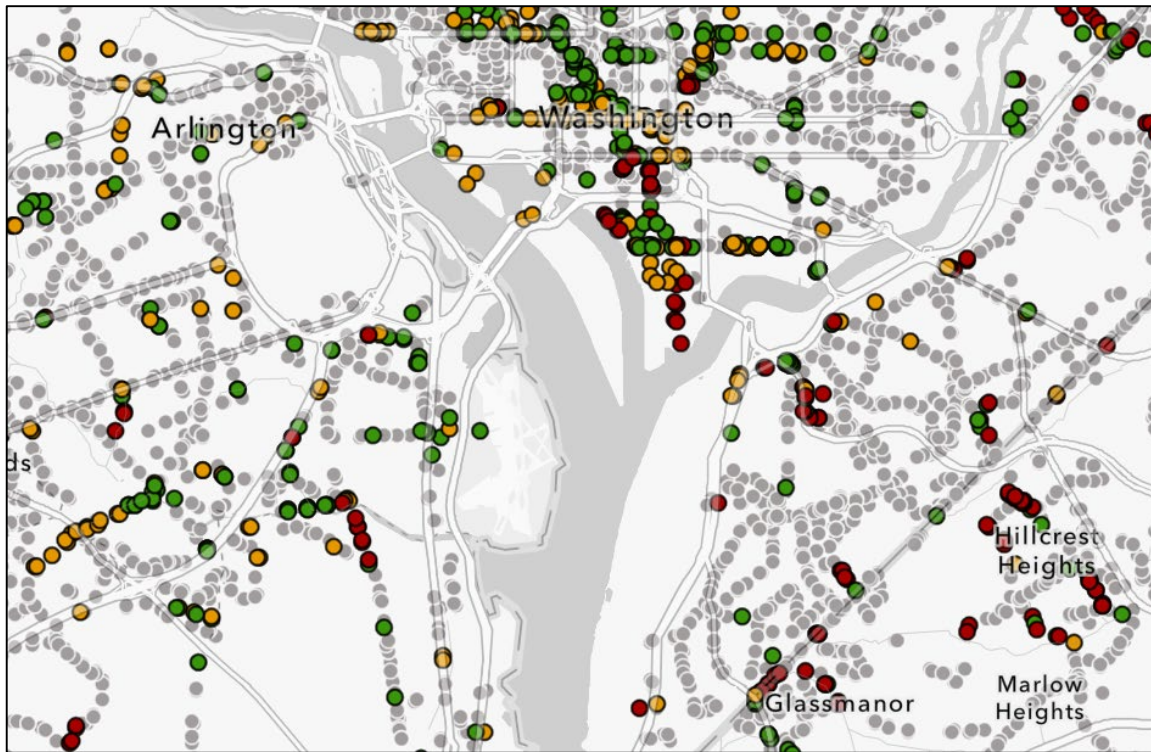 Arlington
Washington
ds
Hillcrest
Heights
Marlow
Heights
Glassmanor